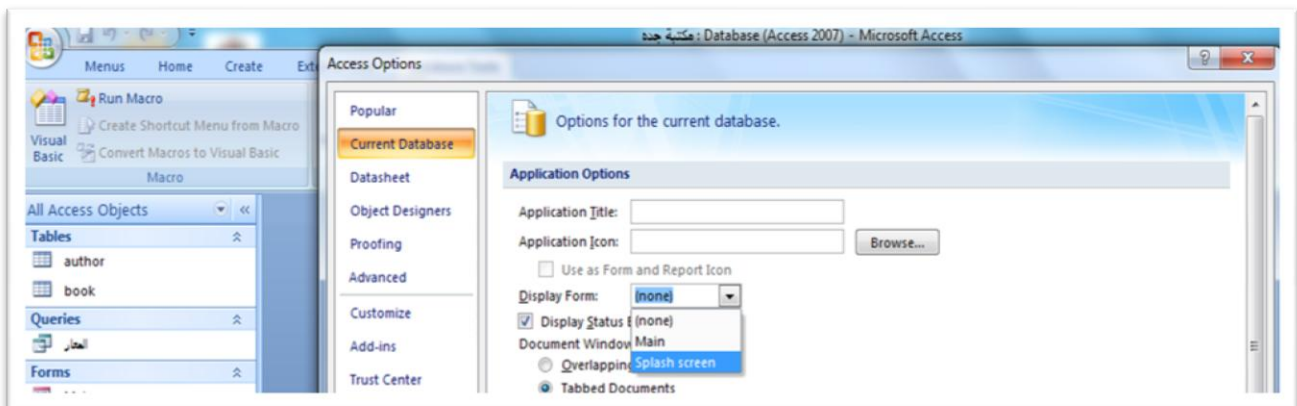 مكتبة جده : Database (Access 2007) - Microsoft Access
Menus Home Create
Access Options
Run Macro
Create Shortcut Menu from Macro
Convert Macros to Visual Basic
Visual Basic
Macro
All Access Objects
Tables
author
book
Queries
Forms
Popular
Current Database
Datasheet
Object Designers
Proofing
Advanced
Customize
Add-ins
Trust Center
Options for the current database.
Application Options
Application Title:
Application Icon:
Browse...
Use as Form and Report Icon
Display Form: (none)
Display Status
(none)
Main
Document Window
Splash screen
Overlapping
Tabbed Documents